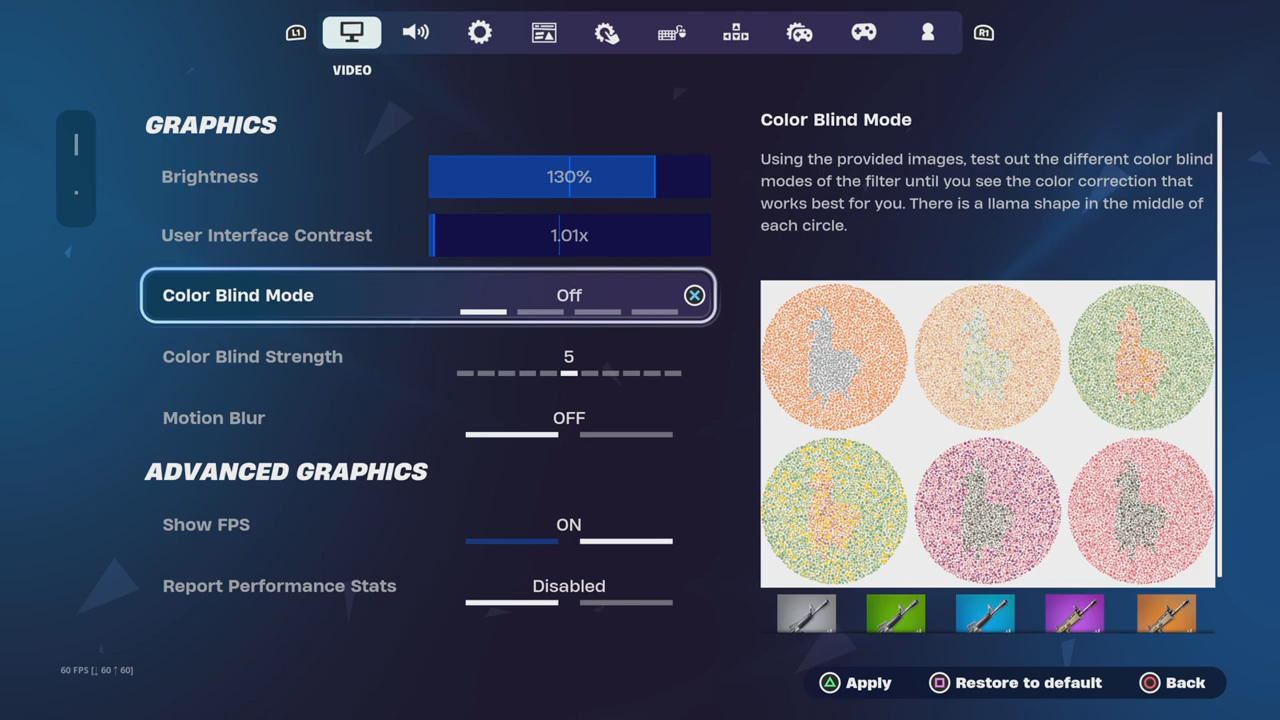 L1
R1
VIDEO
GRAPHICS
Brightness
130%
User Interface Contrast
1.01x
Color Blind Mode
Off
Color Blind Strength
5
Motion Blur
OFF
ADVANCED GRAPHICS
Show FPS
ON
Report Performance Stats
Disabled
Color Blind Mode
Using the provided images, test out the different color blind
modes of the filter until you see the color correction that
works best for you. There is a llama shape in the middle of
each circle.
60 FPS [↓ 60 ↑ 60]
Apply
Restore to default
Back